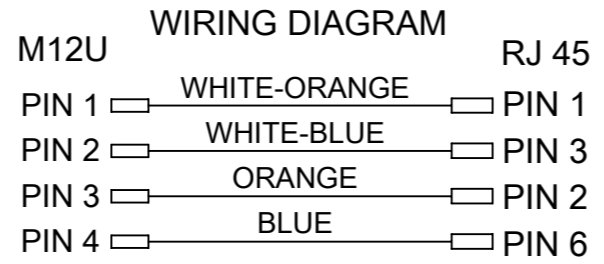 WIRING DIAGRAM
M12U RJ 45
PIN 1 WHITE-ORANGE PIN 1
PIN 2 WHITE-BLUE PIN 3
PIN 3 ORANGE PIN 2
PIN 4 BLUE PIN 6